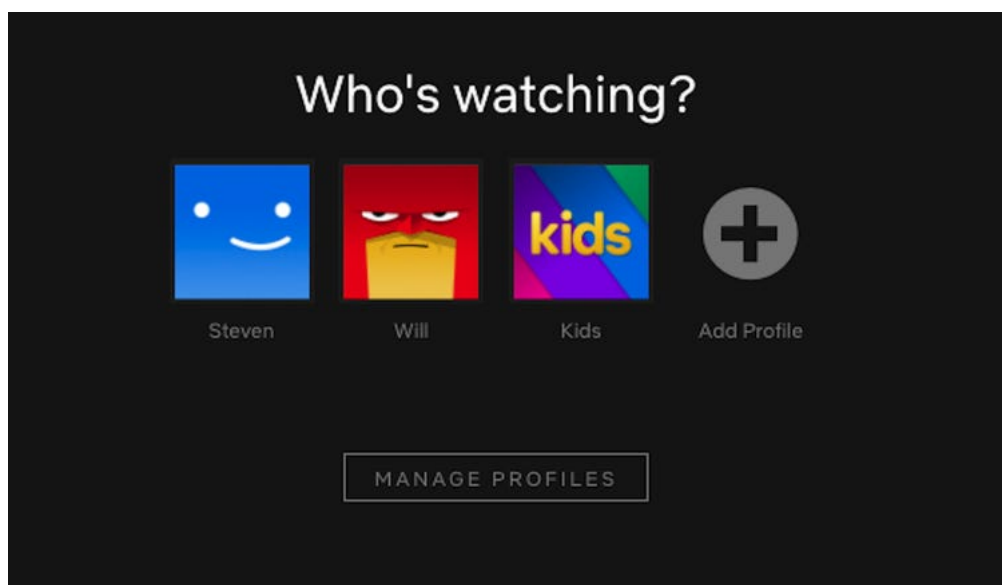 Who's watching?
kids
Steven
Will
Kids
Add Profile
MANAGE PROFILES